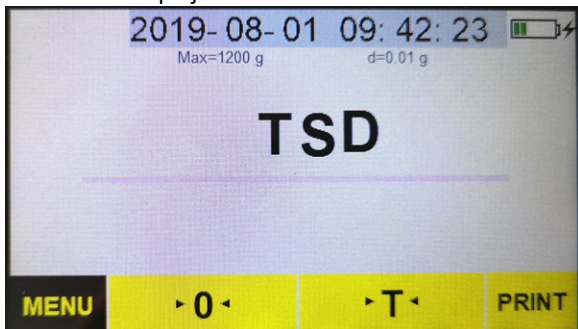 2019-08-01 09:42:23
Max=1200 g d=0.01 g
TSD
MENU ▸0◂ ▸T◂ PRINT